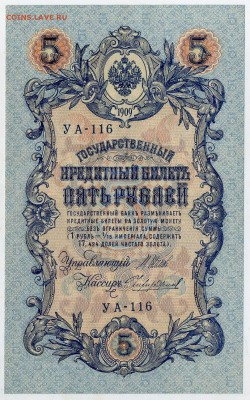 COINS.LAVE.RU
5 5
1909
УА-116
ГОСУДАРСТВЕННЫЙ
КРЕДИТНЫЙ БИЛЕТЪ
ПЯТЬ РУБЛЕЙ
ГОСУДАРСТВЕННЫЙ БАНКЪ РАЗМѢНИВАЕТЪ
КРЕДИТНЫЕ БИЛЕТЫ НА ЗОЛОТУЮ МОНЕТУ
БЕЗЪ ОГРАНИЧЕНІЯ СУММЫ
(1 РУБЛЬ = 1/15 ИМПЕРІАЛА, СОДЕРЖИТЪ
17,424 ДОЛЕЙ ЧИСТАГО ЗОЛОТА).
Управляющій
Кассиръ
УА-116
5